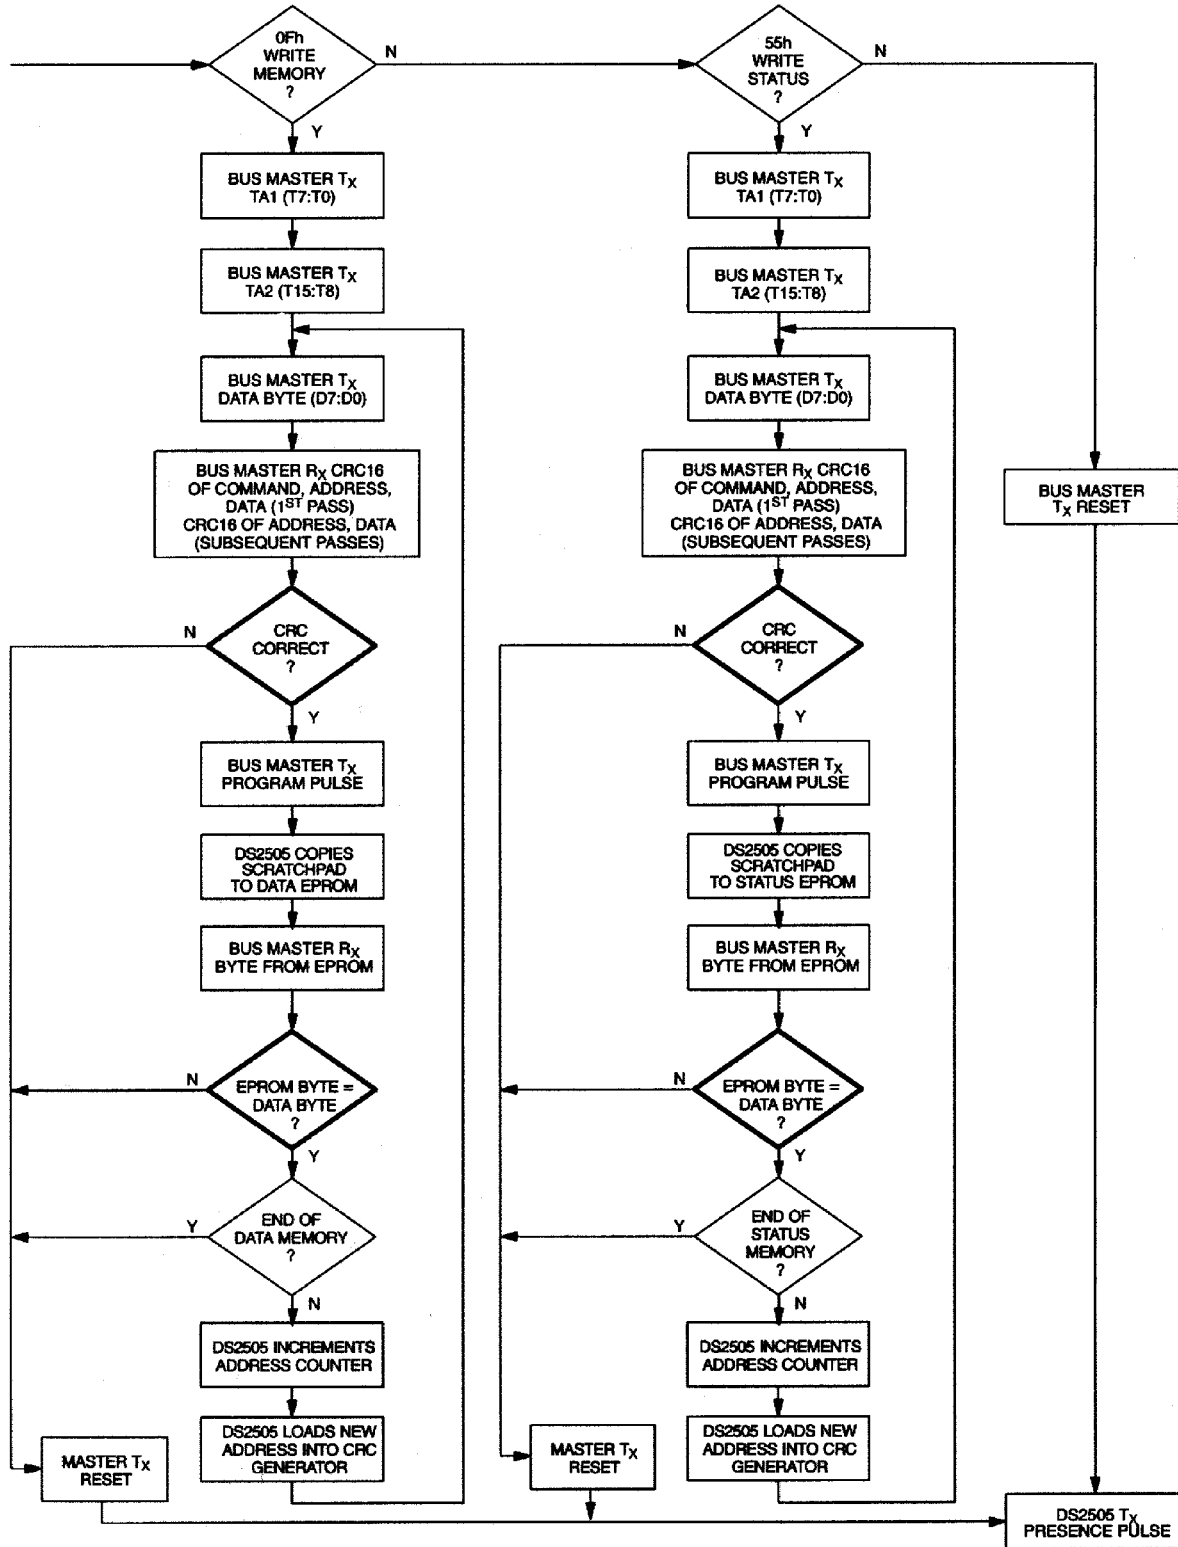 0Fh
WRITE
MEMORY
?
N
Y
BUS MASTER TX
TA1 (T7:T0)
BUS MASTER TX
TA2 (T15:T8)
BUS MASTER TX
DATA BYTE (D7:D0)
BUS MASTER RX CRC16
OF COMMAND, ADDRESS,
DATA (1ST PASS)
CRC16 OF ADDRESS, DATA
(SUBSEQUENT PASSES)
N
CRC
CORRECT
?
Y
BUS MASTER TX
PROGRAM PULSE
DS2505 COPIES
SCRATCHPAD
TO DATA EPROM
BUS MASTER RX
BYTE FROM EPROM
N
EPROM BYTE =
DATA BYTE
?
Y
Y
END OF
DATA MEMORY
?
N
DS2505 INCREMENTS
ADDRESS COUNTER
DS2505 LOADS NEW
ADDRESS INTO CRC
GENERATOR
MASTER TX
RESET
55h
WRITE
STATUS
?
N
Y
BUS MASTER TX
TA1 (T7:T0)
BUS MASTER TX
TA2 (T15:T8)
BUS MASTER TX
DATA BYTE (D7:D0)
BUS MASTER RX CRC16
OF COMMAND, ADDRESS,
DATA (1ST PASS)
CRC16 OF ADDRESS, DATA
(SUBSEQUENT PASSES)
N
CRC
CORRECT
?
Y
BUS MASTER TX
PROGRAM PULSE
DS2505 COPIES
SCRATCHPAD
TO STATUS EPROM
BUS MASTER RX
BYTE FROM EPROM
N
EPROM BYTE =
DATA BYTE
?
Y
Y
END OF
STATUS
MEMORY
?
N
DS2505 INCREMENTS
ADDRESS COUNTER
DS2505 LOADS NEW
ADDRESS INTO CRC
GENERATOR
MASTER TX
RESET
BUS MASTER
TX RESET
DS2505 TX
PRESENCE PULSE